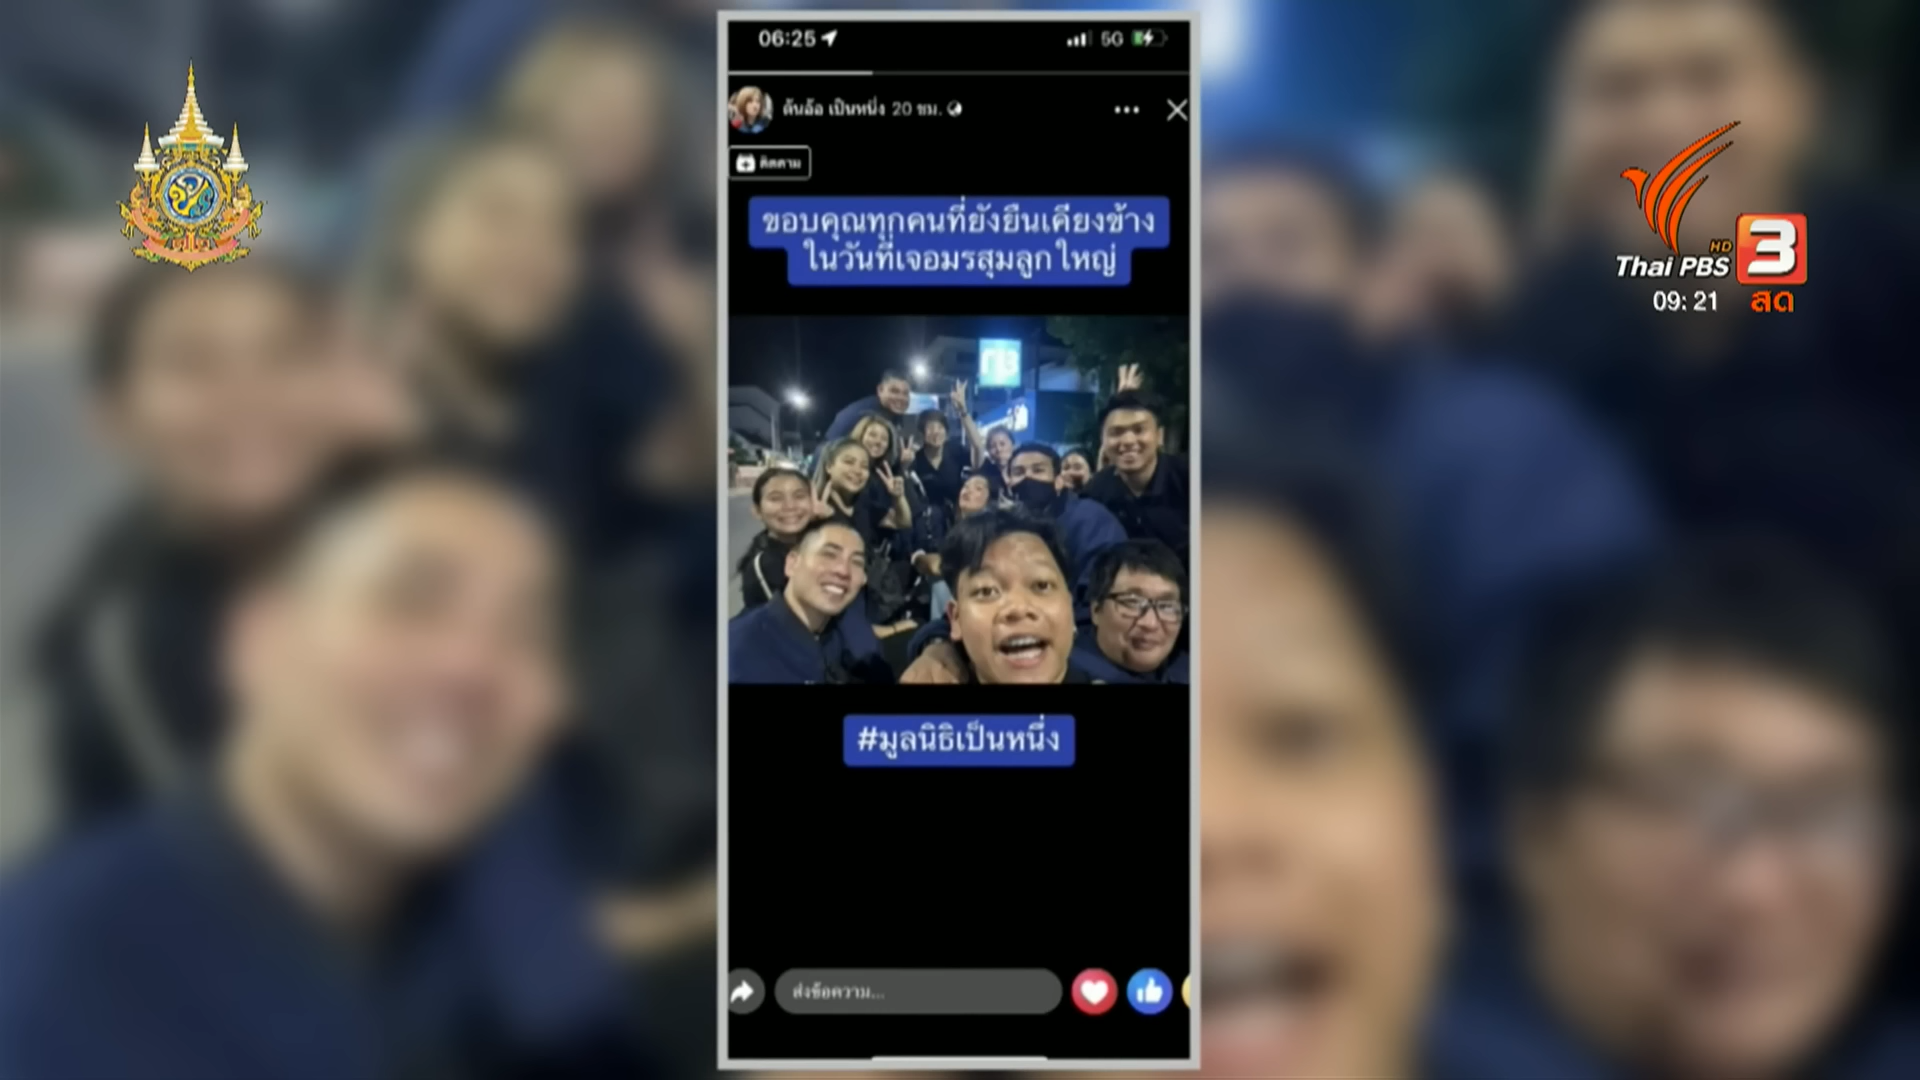 06:25
5G
ต้นอ้อ เป็นหนึ่ง 20 ชม.
ติดตาม
ขอบคุณทุกคนที่ยังยืนเคียงข้าง
ในวันที่เจอมรสุมลูกใหญ่
#มูลนิธิเป็นหนึ่ง
ส่งข้อความ...
HD
Thai PBS 3
09:21 สด